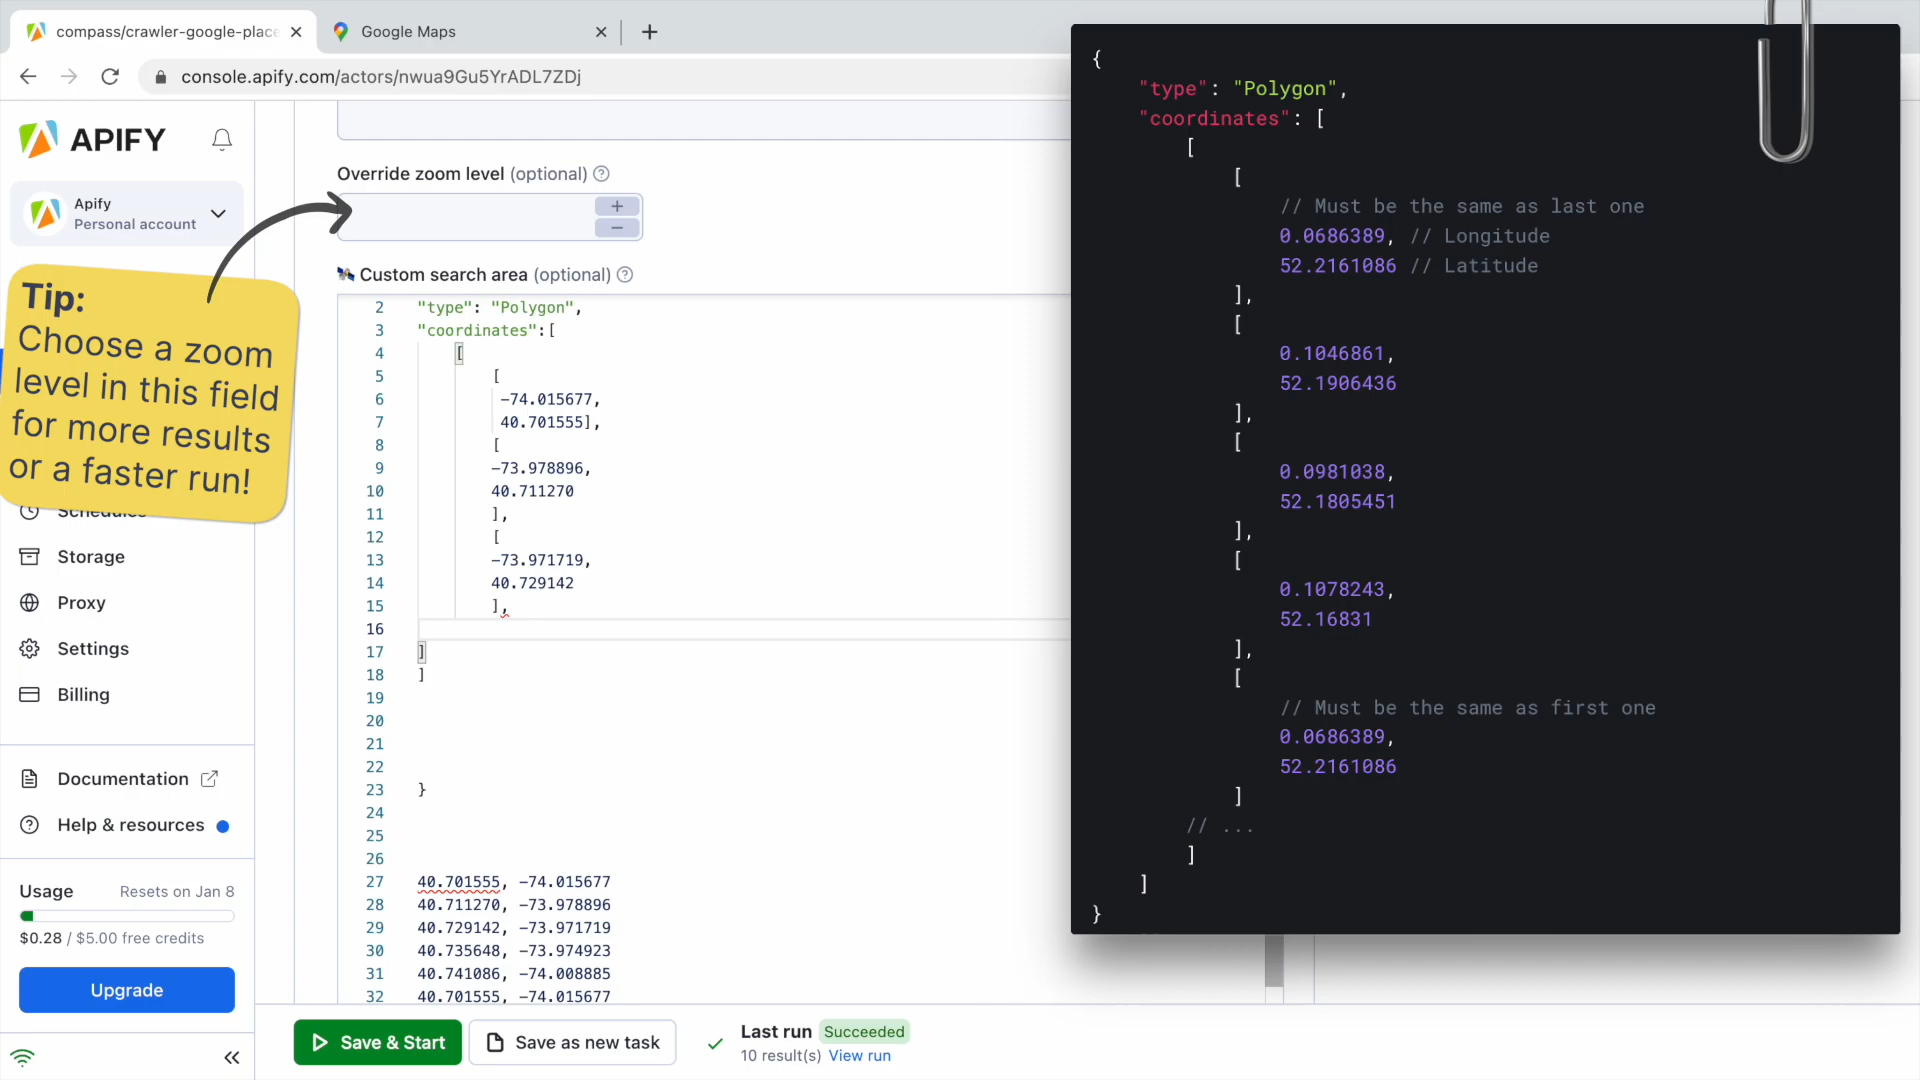 compass/crawler-google-place
Google Maps
console.apify.com/actors/nwua9Gu5YrADL7ZDj
APIFY
Apify
Personal account
Tip:
Choose a zoom
level in this field
for more results
or a faster run!
Schedules
Storage
Proxy
Settings
Billing
Documentation
Help & resources
Usage Resets on Jan 8
$0.28 / $5.00 free credits
Upgrade
Override zoom level (optional)
Custom search area (optional)
2 "type": "Polygon",
3 "coordinates":[
4 [
5 [
6 -74.015677,
7 40.701555],
8 [
9 -73.978896,
10 40.711270
11 ],
12 [
13 -73.971719,
14 40.729142
15 ],
16
17 ]
18 ]
19
20
21
22
23 }
24
25
26
27 40.701555, -74.015677
28 40.711270, -73.978896
29 40.729142, -73.971719
30 40.735648, -73.974923
31 40.741086, -74.008885
32 40.701555, -74.015677
Save & Start
Save as new task
Last run Succeeded
10 result(s) View run
{
"type": "Polygon",
"coordinates": [
[
[
// Must be the same as last one
0.0686389, // Longitude
52.2161086 // Latitude
],
[
0.1046861,
52.1906436
],
[
0.0981038,
52.1805451
],
[
0.1078243,
52.16831
],
[
// Must be the same as first one
0.0686389,
52.2161086
]
// ...
]
]
}